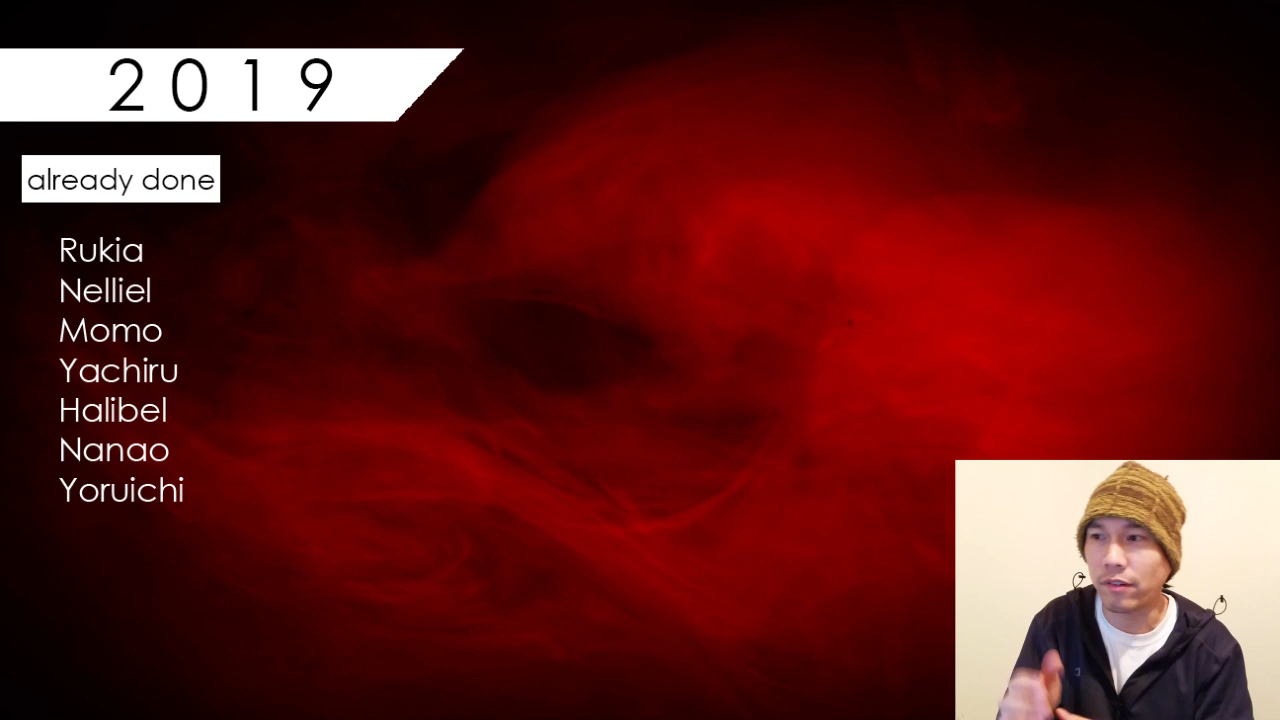 2019
already done
Rukia
Nelliel
Momo
Yachiru
Halibel
Nanao
Yoruichi